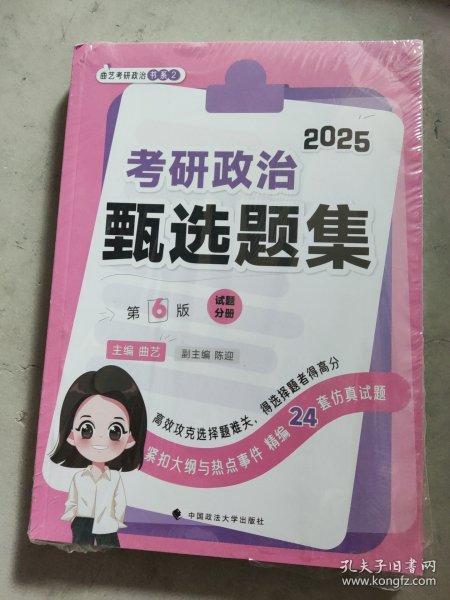 曲艺考研政治 书系2
2025
考研政治
甄选题集
第6版
试题
分册
主编 曲艺 副主编 陈迎
高效攻克选择题难关，得选择题者得高分
紧扣大纲与热点事件 精编24套仿真试题
中国政法大学出版社
孔夫子旧书网
www.kongfz.com